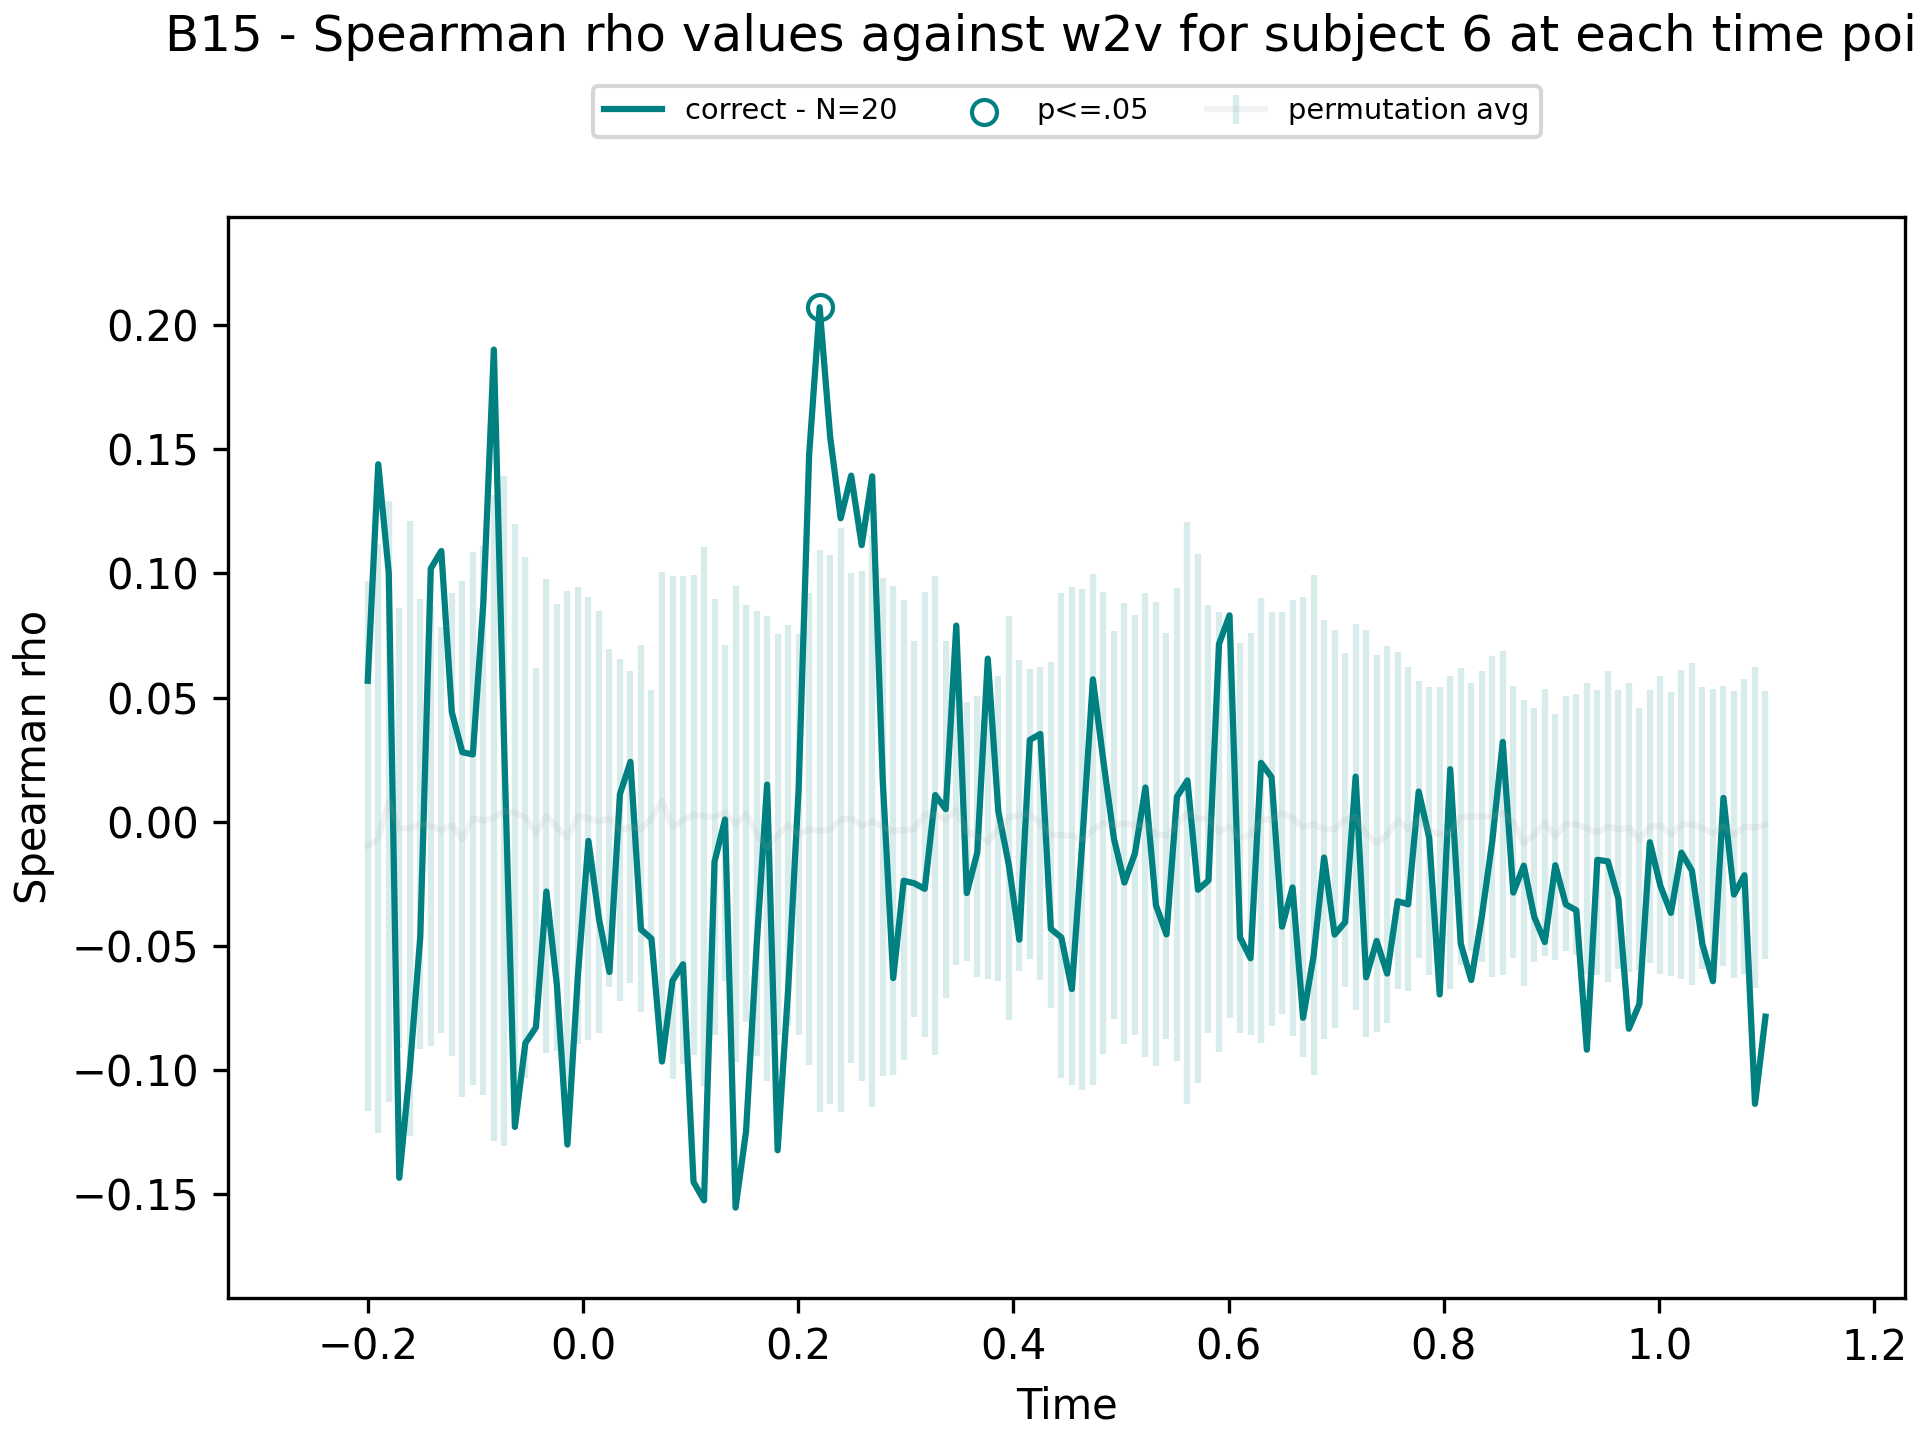 B15 - Spearman rho values against w2v for subject 6 at each time poi
correct - N=20 p<=.05 permutation avg
Spearman rho
0.20
0.15
0.10
0.05
0.00
−0.05
−0.10
−0.15
−0.2 0.0 0.2 0.4 0.6 0.8 1.0 1.2
Time